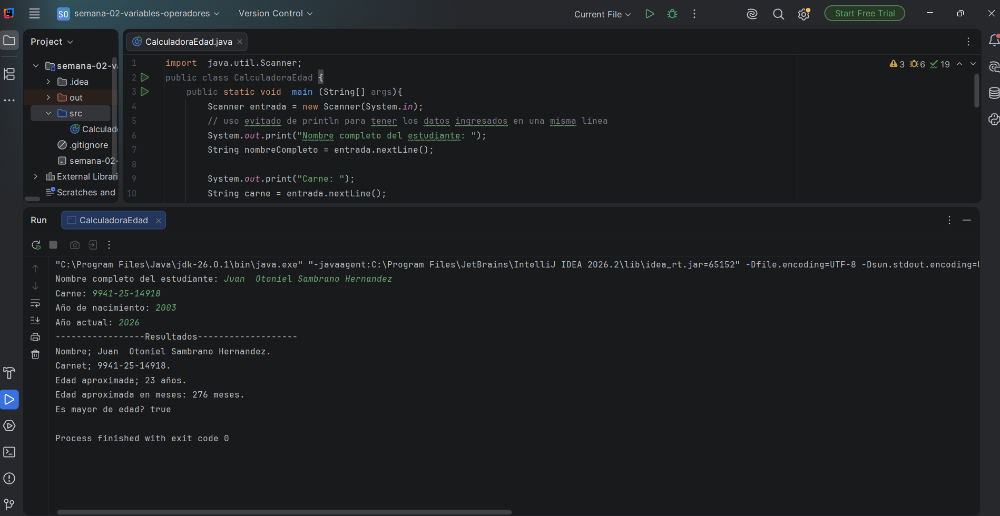 SO semana-02-variables-operadores Version Control Current File Start Free Trial
Project
CalculadoraEdad.java
semana-02-va
.idea
out
src
Calculad
.gitignore
semana-02-
External Librari
Scratches and
3 6 19
1 import  java.util.Scanner;
2 public class CalculadoraEdad {
3 public static void  main (String[] args){
4 Scanner entrada = new Scanner(System.in);
5 // uso evitado de println para tener los datos ingresados en una misma linea
6 System.out.print("Nombre completo del estudiante: ");
7 String nombreCompleto = entrada.nextLine();
8
9 System.out.print("Carne: ");
10 String carne = entrada.nextLine();
Run CalculadoraEdad
"C:\Program Files\Java\jdk-26.0.1\bin\java.exe" "-javaagent:C:\Program Files\JetBrains\IntelliJ IDEA 2026.2\lib\idea_rt.jar=65152" -Dfile.encoding=UTF-8 -Dsun.stdout.encoding=U
Nombre completo del estudiante: Juan  Otoniel Sambrano Hernandez
Carne: 9941-25-14918
Año de nacimiento: 2003
Año actual: 2026
-----------------Resultados-------------------
Nombre; Juan  Otoniel Sambrano Hernandez.
Carnet; 9941-25-14918.
Edad aproximada; 23 años.
Edad aproximada en meses: 276 meses.
Es mayor de edad? true
Process finished with exit code 0